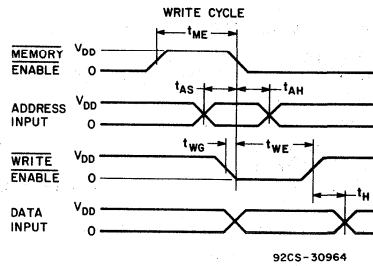 WRITE CYCLE
tME
MEMORY ENABLE
VDD
0
tAS
tAH
ADDRESS INPUT
VDD
0
tWG
tWE
WRITE ENABLE
VDD
0
tH
DATA INPUT
VDD
0
92CS-30964